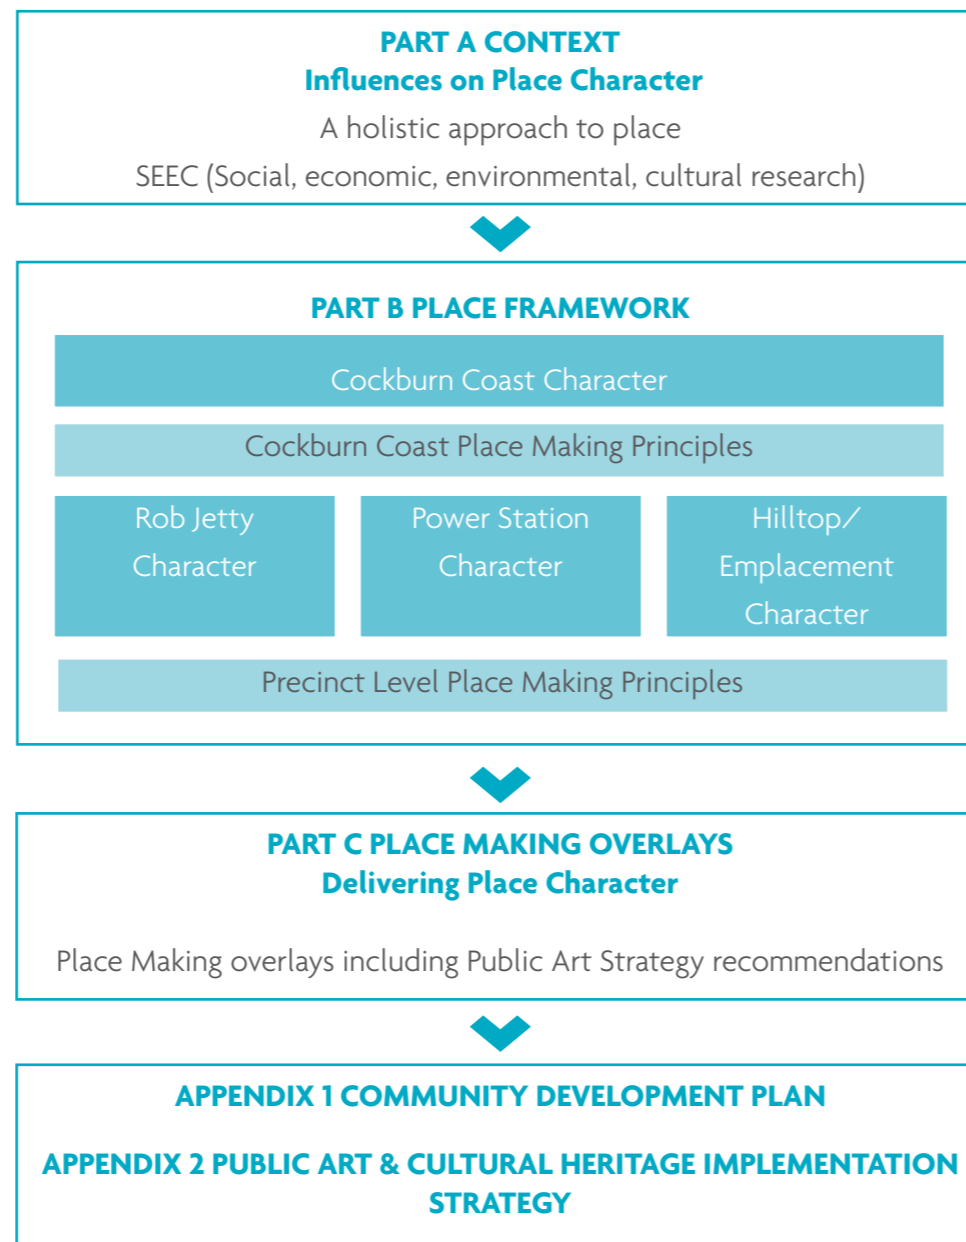 PART A CONTEXT
Influences on Place Character
A holistic approach to place
SEEC (Social, economic, environmental, cultural research)
PART B PLACE FRAMEWORK
Cockburn Coast Character
Cockburn Coast Place Making Principles
Rob Jetty
Character
Power Station
Character
Hilltop/
Emplacement
Character
Precinct Level Place Making Principles
PART C PLACE MAKING OVERLAYS
Delivering Place Character
Place Making overlays including Public Art Strategy recommendations
APPENDIX 1 COMMUNITY DEVELOPMENT PLAN
APPENDIX 2 PUBLIC ART & CULTURAL HERITAGE IMPLEMENTATION
STRATEGY